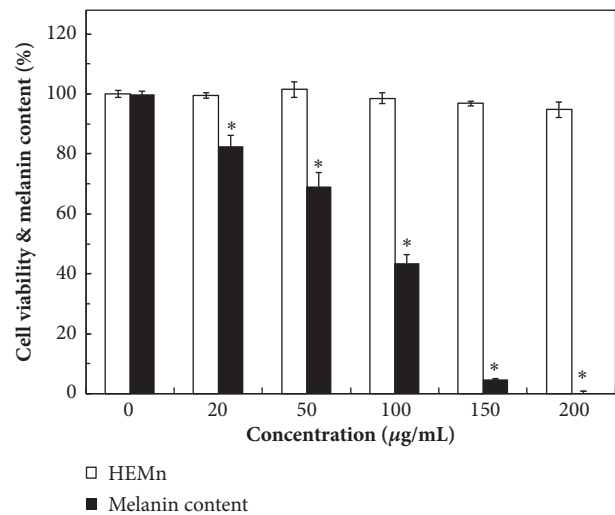 Cell viability & melanin content (%)
120
100
80
60
40
20
0
*
*
*
*
*
0 20 50 100 150 200
Concentration (μg/mL)
HEMn
Melanin content